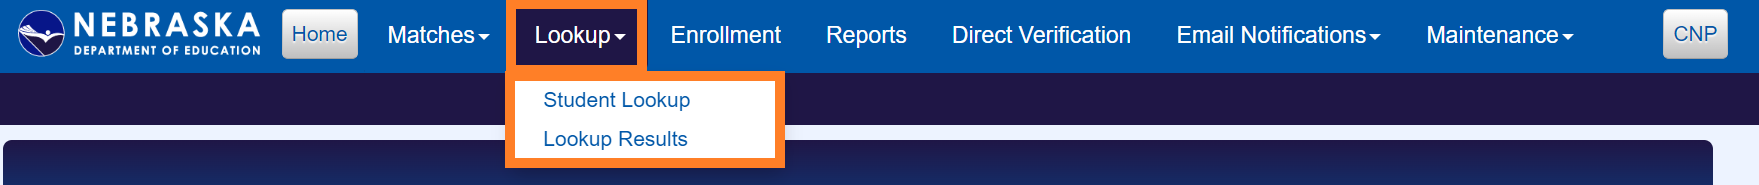 NEBRASKA
DEPARTMENT OF EDUCATION
Home Matches Lookup Enrollment Reports Direct Verification Email Notifications Maintenance CNP
Student Lookup
Lookup Results